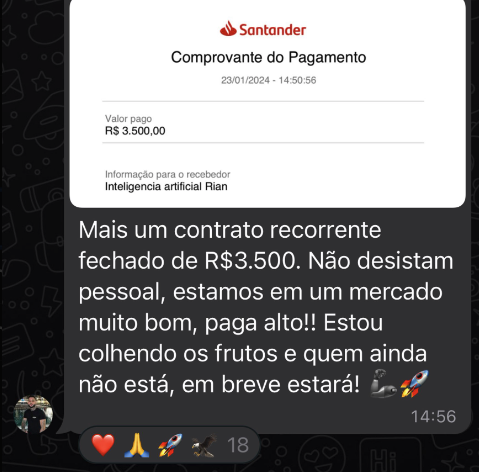 Santander
Comprovante do Pagamento
23/01/2024 - 14:50:56
Valor pago
R$ 3.500,00
Informação para o recebedor
Inteligencia artificial Rian
Mais um contrato recorrente
fechado de R$3.500. Não desistam
pessoal, estamos em um mercado
muito bom, paga alto!! Estou
colhendo os frutos e quem ainda
não está, em breve estará! 🦾🚀
14:56
❤️ 🙏 🚀 🦅 18